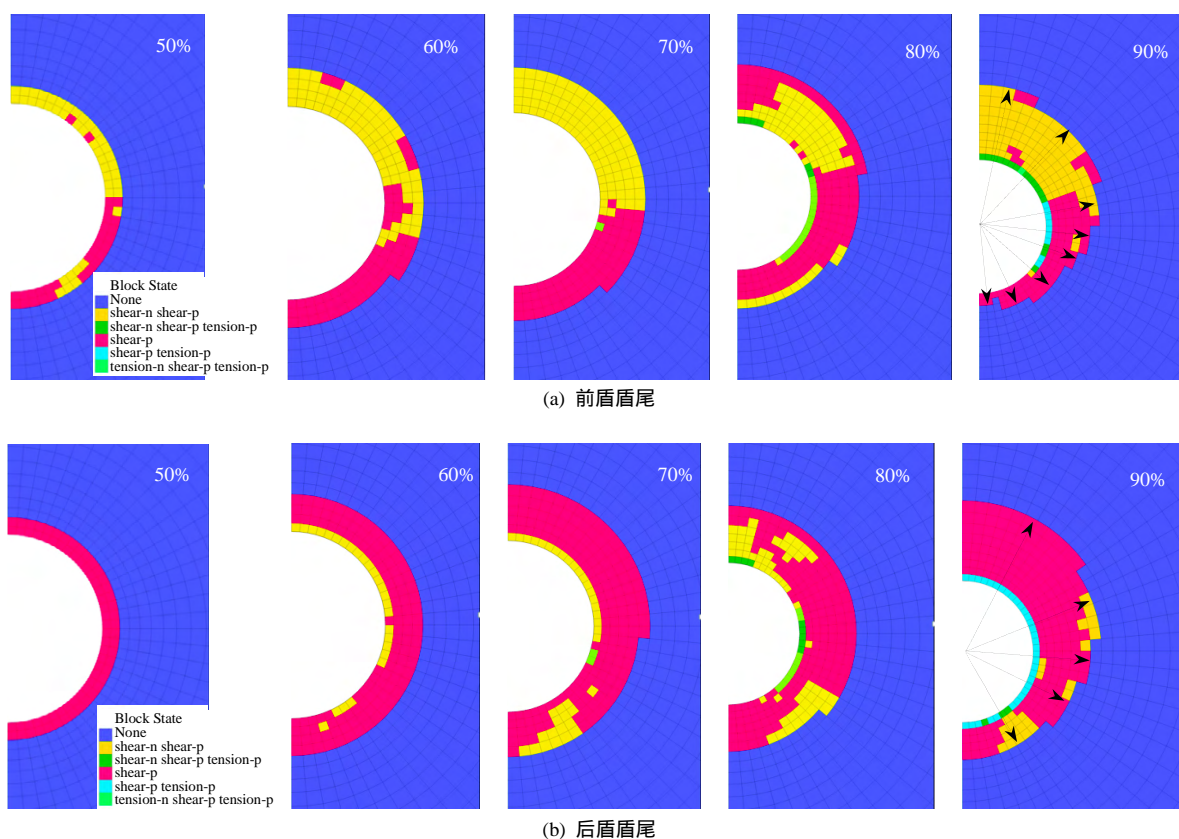 50%
60%
70%
80%
90%
Block State
None
shear-n shear-p
shear-n shear-p tension-p
shear-p
shear-p tension-p
tension-n shear-p tension-p
(a) 前盾盾尾
50%
60%
70%
80%
90%
Block State
None
shear-n shear-p
shear-n shear-p tension-p
shear-p
shear-p tension-p
tension-n shear-p tension-p
(b) 后盾盾尾